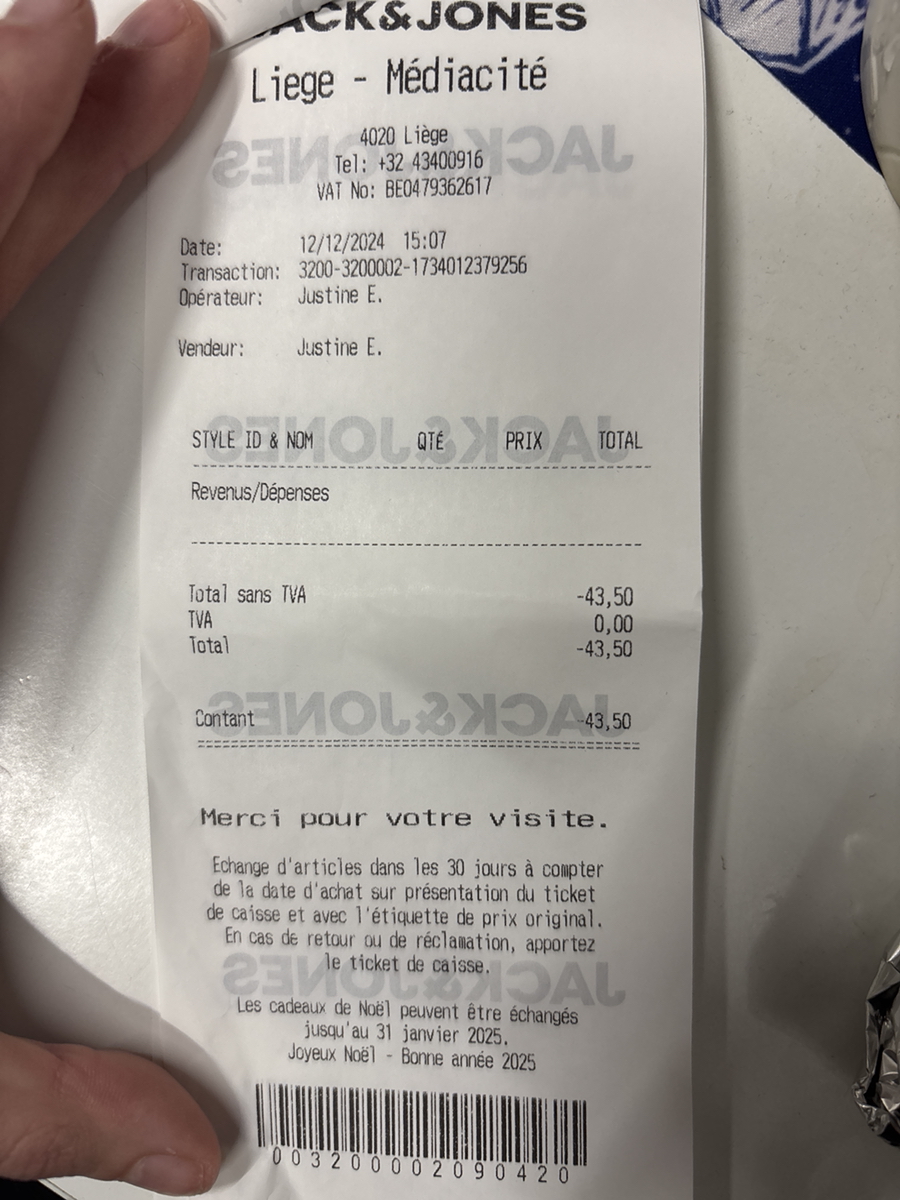 JACK&JONES
Liege - Médiacité
4020 Liège
Tel: +32 43400916
VAT No: BE0479362617
Date: 12/12/2024 15:07
Transaction: 3200-3200002-1734012379256
Opérateur: Justine E.
Vendeur: Justine E.
STYLE ID & NOM QTÉ PRIX TOTAL
Revenus/Dépenses
Total sans TVA -43,50
TVA 0,00
Total -43,50
Contant -43,50
Merci pour votre visite.
Echange d'articles dans les 30 jours à compter
de la date d'achat sur présentation du ticket
de caisse et avec l'étiquette de prix original.
En cas de retour ou de réclamation, apportez
le ticket de caisse.
Les cadeaux de Noël peuvent être échangés
jusqu'au 31 janvier 2025.
Joyeux Noël - Bonne année 2025
003200002090420